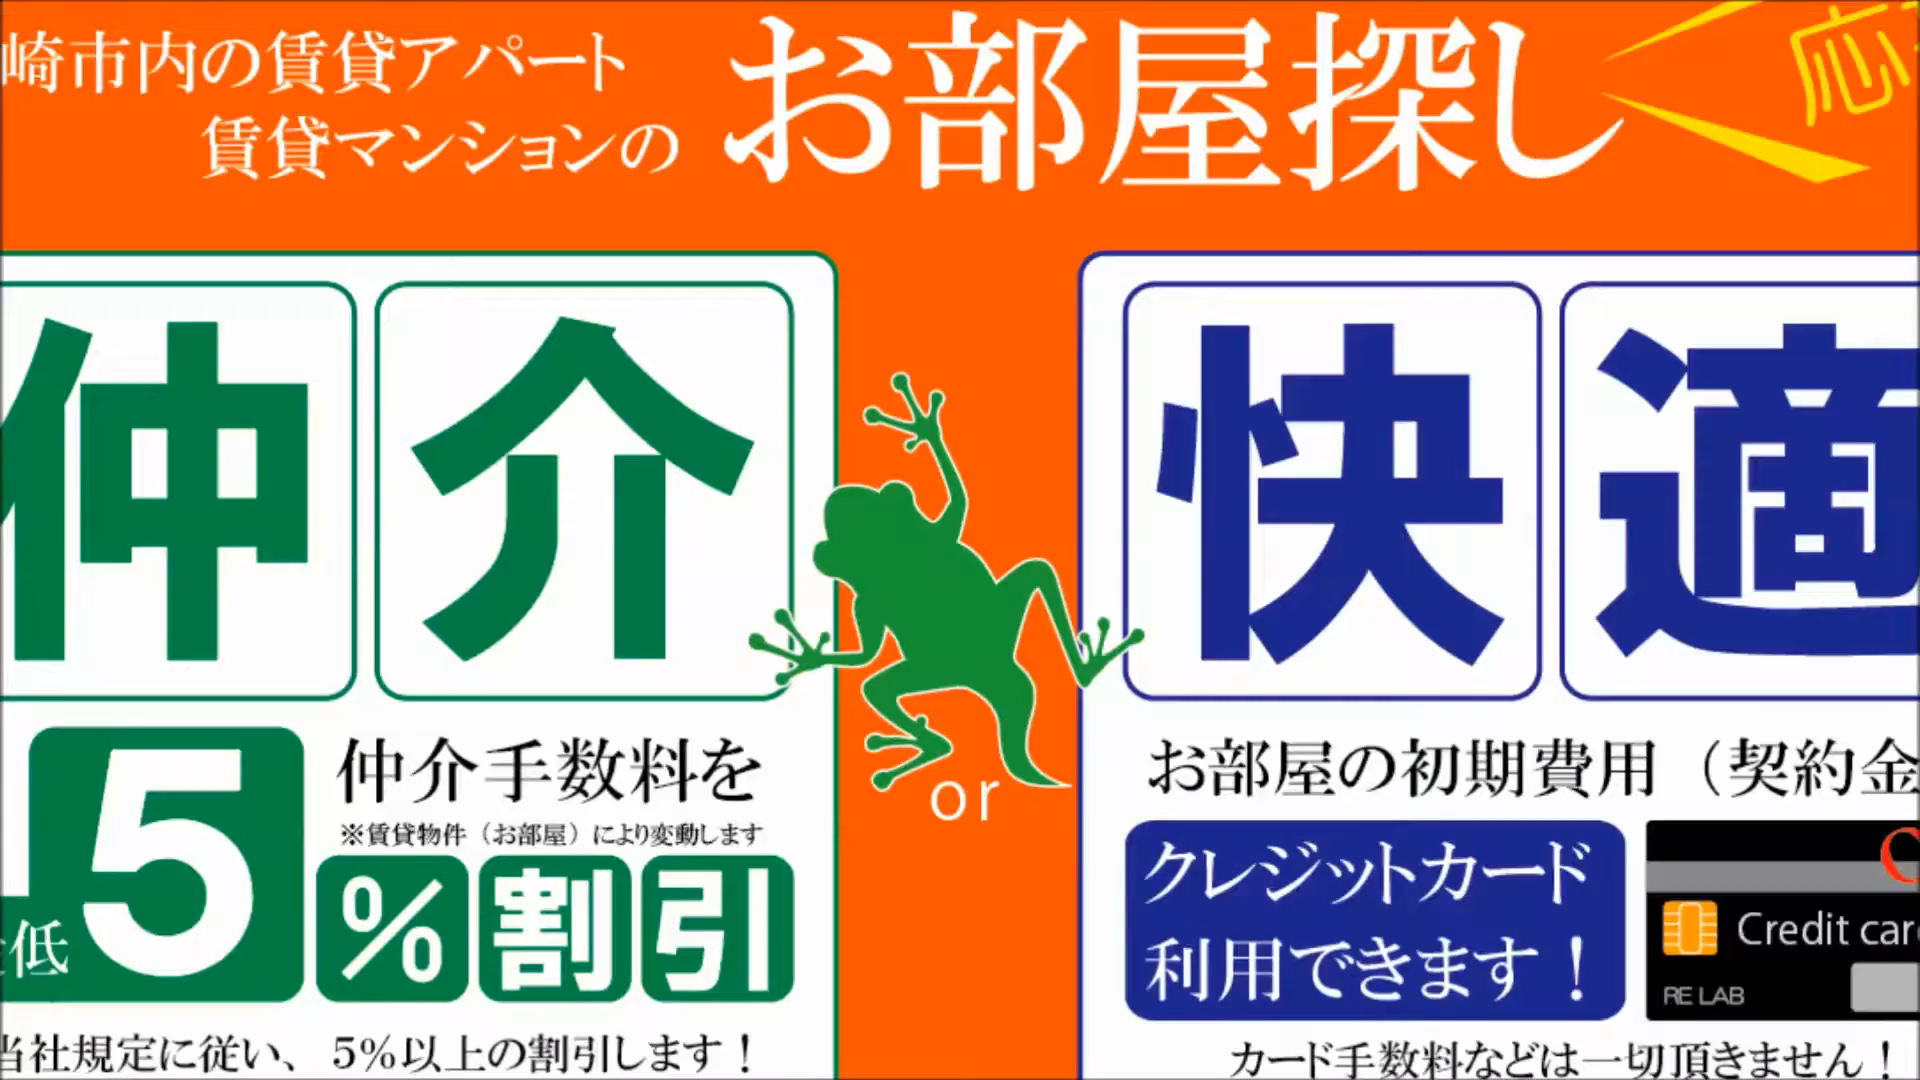 崎市内の賃貸アパート
賃貸マンションの
お部屋探し
応
仲介
快適
5
低
仲介手数料を
※賃貸物件（お部屋）により変動します
%割引
当社規定に従い、5%以上の割引します！
or
お部屋の初期費用（契約金
クレジットカード
利用できます！
Credit car
RE LAB
カード手数料などは一切頂きません！